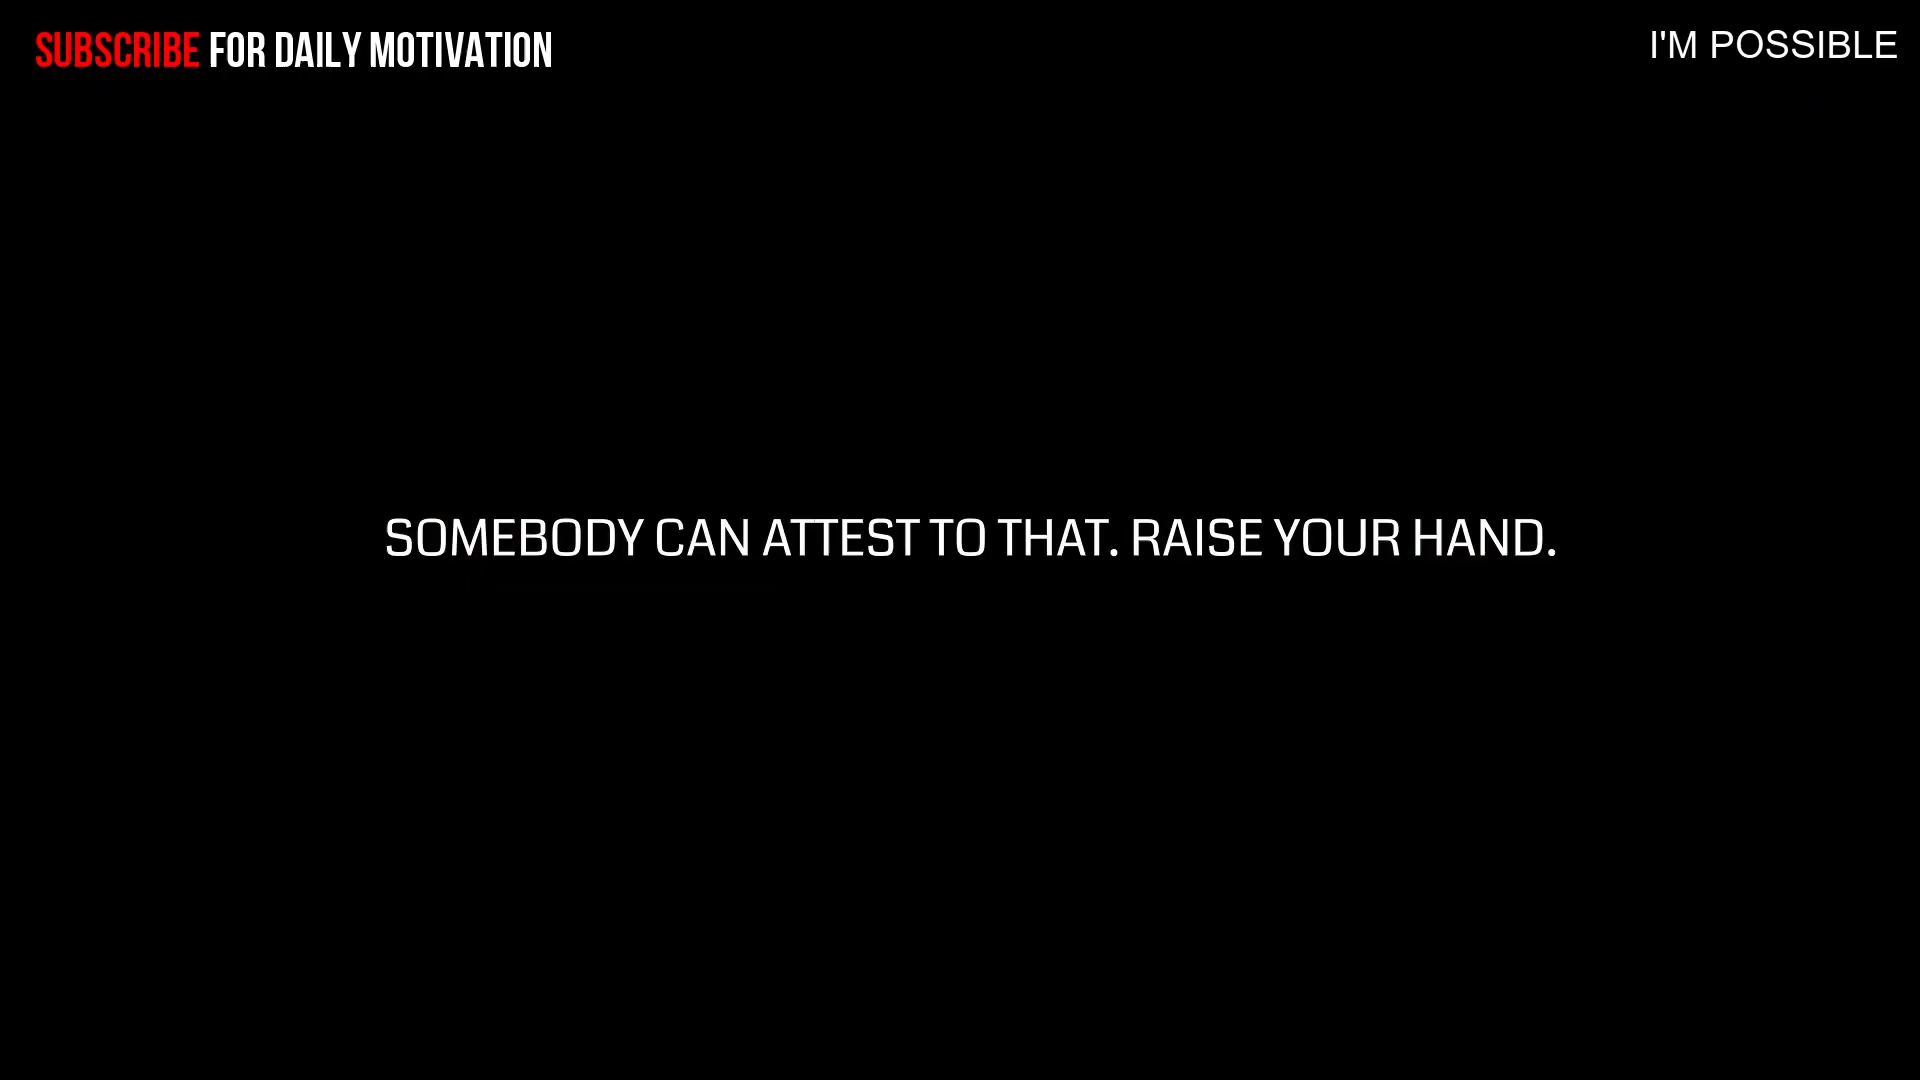 SUBSCRIBE FOR DAILY MOTIVATION
I'M POSSIBLE
SOMEBODY CAN ATTEST TO THAT. RAISE YOUR HAND.